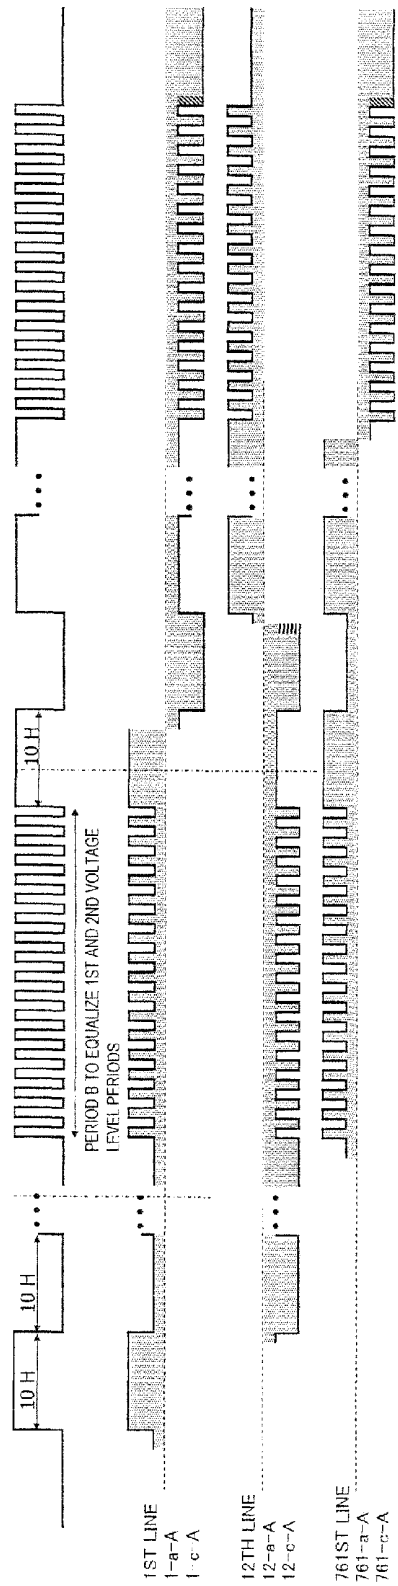 10 H
10 H
10 H
PERIOD B TO EQUALIZE 1ST AND 2ND VOLTAGE
LEVEL PERIODS
1ST LINE
1-a-A
1-c-A
12TH LINE
12-a-A
12-c-A
761ST LINE
761-a-A
761-c-A